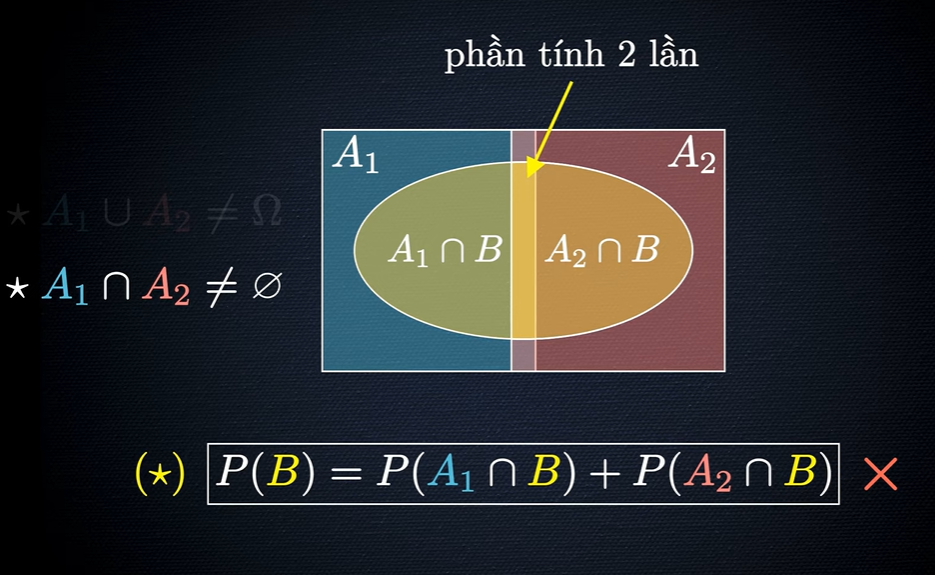 phần tính 2 lần
A₁ A₂
⋆ A₁ ∪ A₂ ≠ Ω
A₁ ∩ B A₂ ∩ B
⋆ A₁ ∩ A₂ ≠ ∅
(⋆) P(B) = P(A₁ ∩ B) + P(A₂ ∩ B) ×